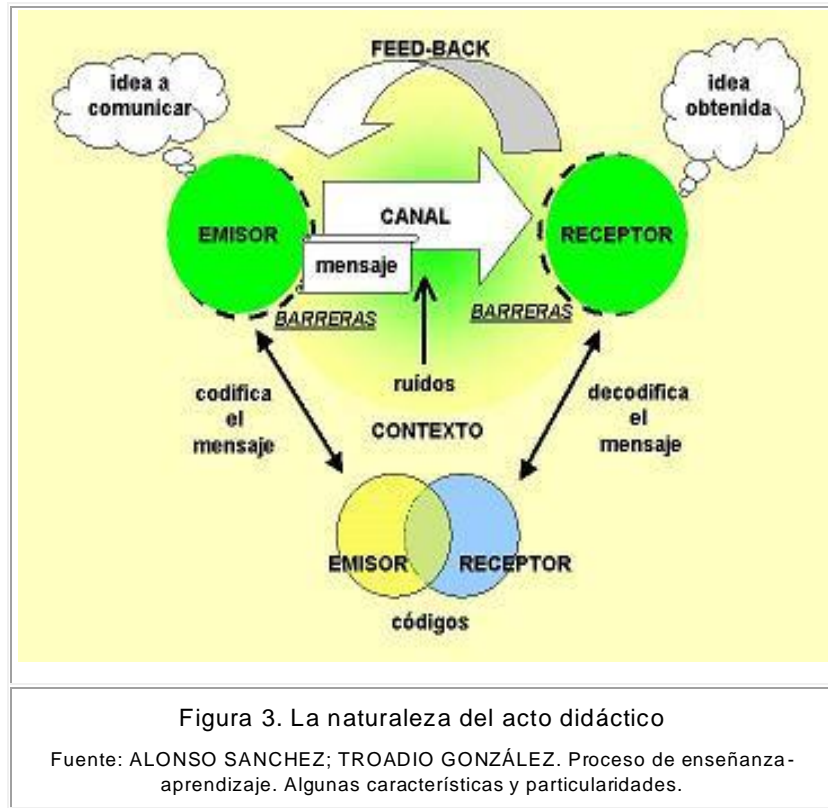 FEED-BACK
idea a
comunicar
idea
obtenida
EMISOR
CANAL
RECEPTOR
mensaje
BARRERAS
BARRERAS
ruídos
codifica
el
mensaje
decodifica
el
mensaje
CONTEXTO
EMISOR
RECEPTOR
códigos
Figura 3. La naturaleza del acto didáctico
Fuente: ALONSO SANCHEZ; TROADIO GONZÁLEZ. Proceso de enseñanza-
aprendizaje. Algunas características y particularidades.